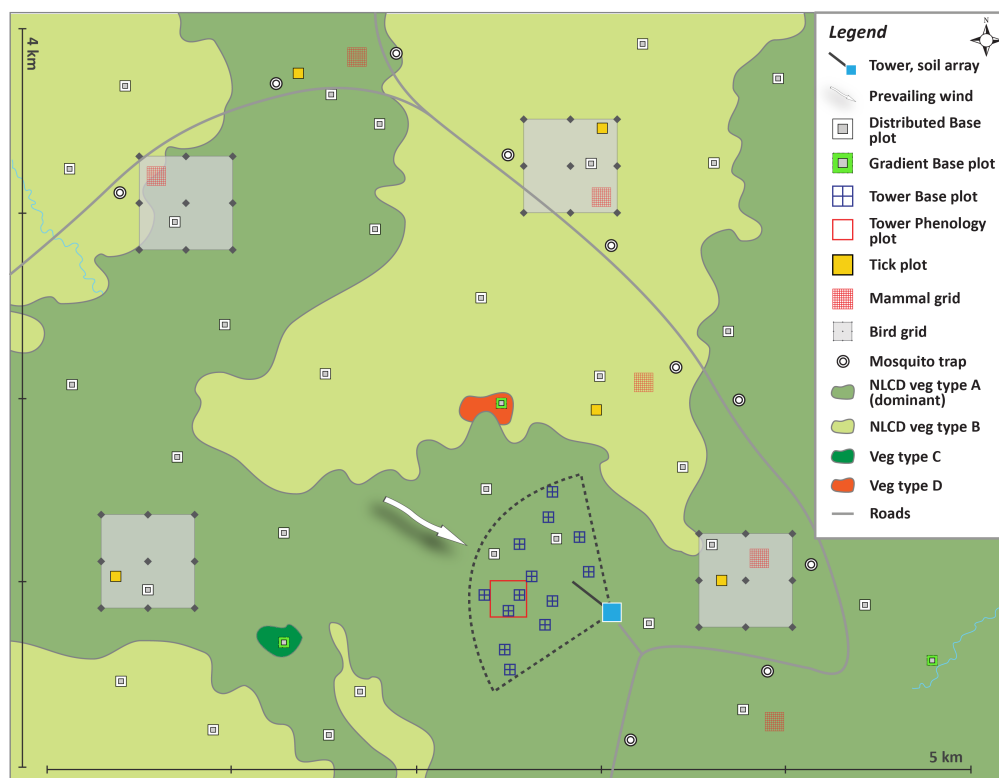 4 km
Legend
N
Tower, soil array
Prevailing wind
Distributed Base
plot
Gradient Base plot
Tower Base plot
Tower Phenology
plot
Tick plot
Mammal grid
Bird grid
Mosquito trap
NLCD veg type A
(dominant)
NLCD veg type B
Veg type C
Veg type D
Roads
5 km